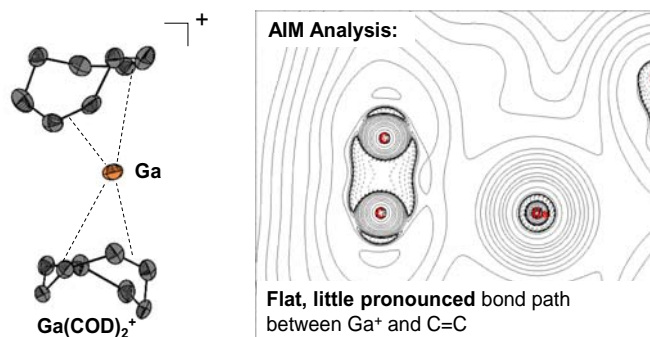 +
AIM Analysis:
Ga
Ga(COD)₂⁺
Flat, little pronounced bond path
between Ga⁺ and C=C